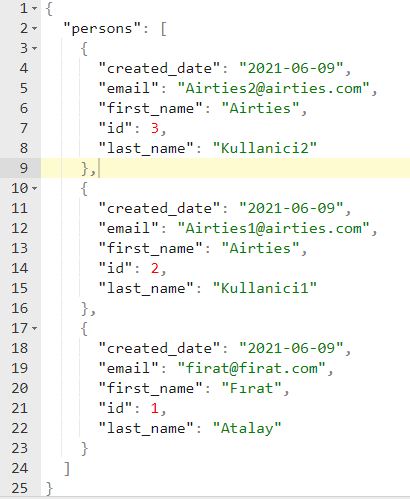 1 {
2 "persons": [
3 {
4 "created_date": "2021-06-09",
5 "email": "Airties2@airties.com",
6 "first_name": "Airties",
7 "id": 3,
8 "last_name": "Kullanici2"
9 },
10 {
11 "created_date": "2021-06-09",
12 "email": "Airties1@airties.com",
13 "first_name": "Airties",
14 "id": 2,
15 "last_name": "Kullanici1"
16 },
17 {
18 "created_date": "2021-06-09",
19 "email": "firat@firat.com",
20 "first_name": "Fırat",
21 "id": 1,
22 "last_name": "Atalay"
23 }
24 ]
25 }